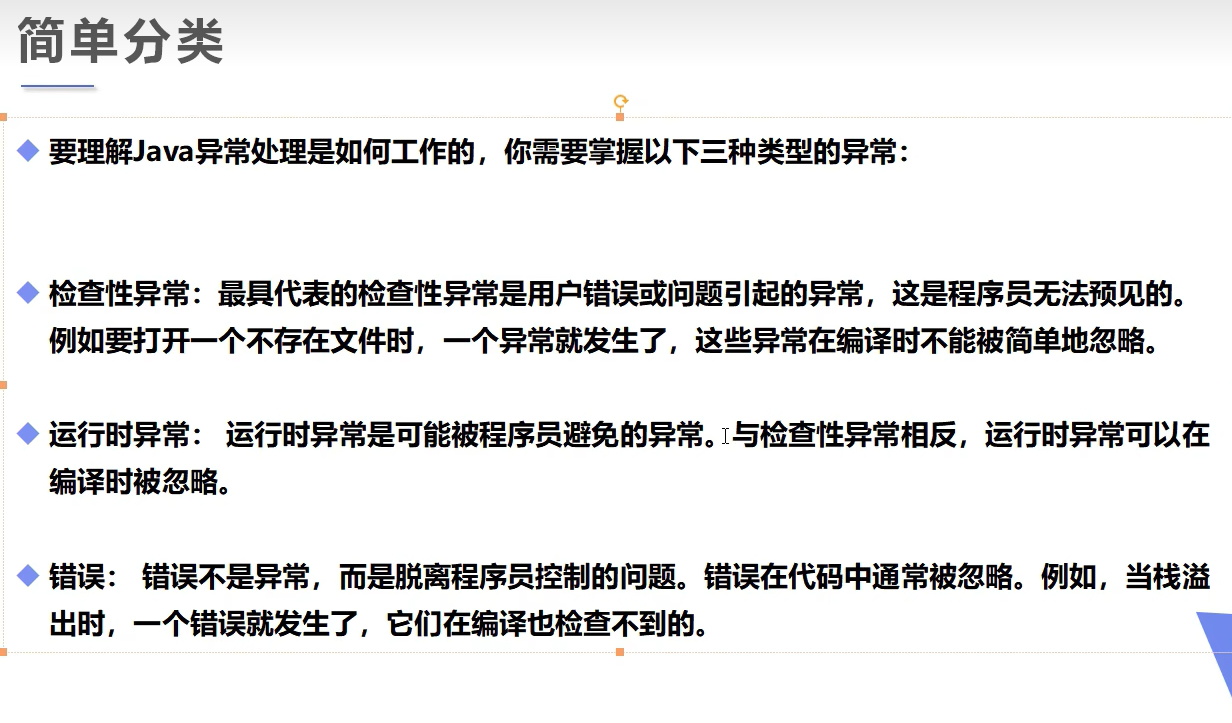 简单分类
要理解Java异常处理是如何工作的，你需要掌握以下三种类型的异常：
检查性异常：最具代表的检查性异常是用户错误或问题引起的异常，这是程序员无法预见的。
例如要打开一个不存在文件时，一个异常就发生了，这些异常在编译时不能被简单地忽略。
运行时异常： 运行时异常是可能被程序员避免的异常。与检查性异常相反，运行时异常可以在
编译时被忽略。
错误： 错误不是异常，而是脱离程序员控制的问题。错误在代码中通常被忽略。例如，当栈溢
出时，一个错误就发生了，它们在编译也检查不到的。